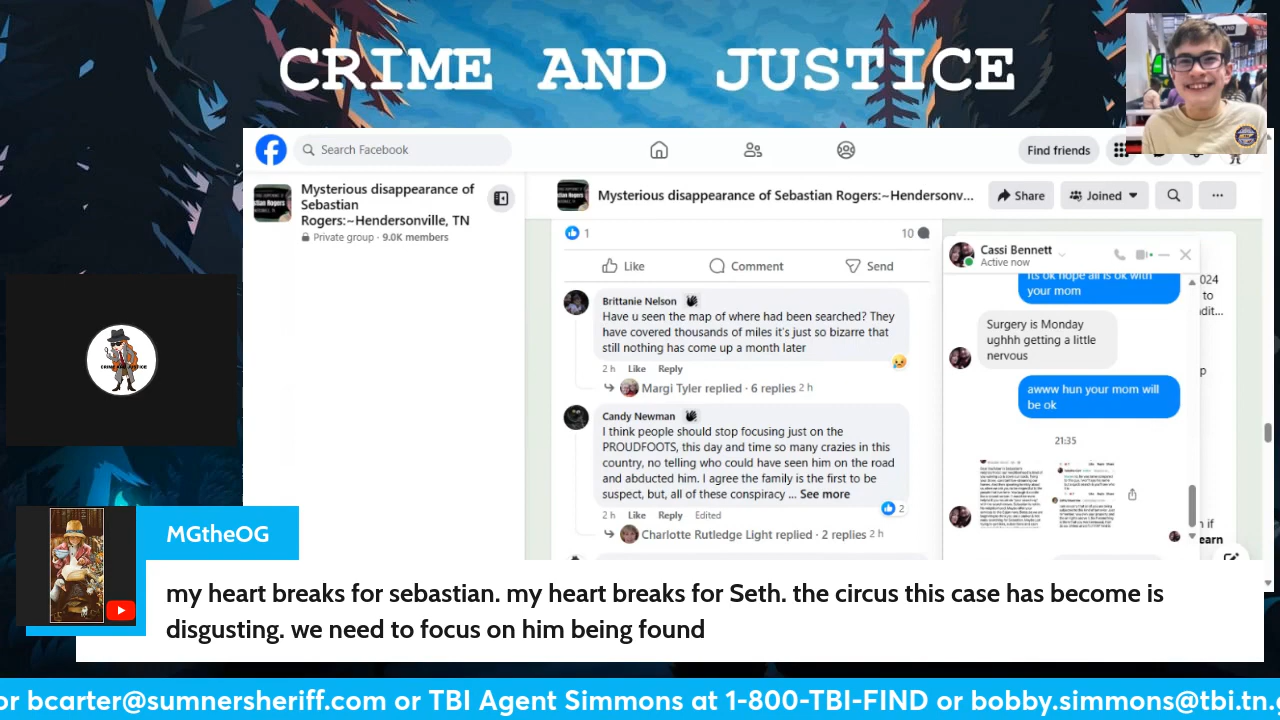 CRIME AND JUSTICE
Search Facebook
Find friends
Mysterious disappearance of
Sebastian
Rogers:~Hendersonville, TN
Private group · 9.0K members
Mysterious disappearance of Sebastian Rogers:~Hendersonv...
Share
Joined
1
10
Like
Comment
Send
Brittanie Nelson
Have u seen the map of where had been searched? They
have covered thousands of miles it's just so bizarre that
still nothing has come up a month later
2 h Like Reply
Margi Tyler replied · 6 replies 2 h
Candy Newman
I think people should stop focusing just on the
PROUDFOOTS, this day and time so many crazies in this
country, no telling who could have seen him on the road
and abducted him. I agree the family is the first to be
suspect, but, all of these conspiracy ... See more
2
2 h Like Reply Edited
Charlotte Rutledge Light replied · 2 replies 2 h
Cassi Bennett
Active now
Its ok hope all is ok with
your mom
Surgery is Monday
ughhh getting a little
nervous
awww hun your mom will
be ok
21:35
024
to
dit...
p
n if
earn
CRIME AND JUSTICE
MGtheOG
my heart breaks for sebastian. my heart breaks for Seth. the circus this case has become is
disgusting. we need to focus on him being found
or bcarter@sumnersheriff.com or TBI Agent Simmons at 1-800-TBI-FIND or bobby.simmons@tbi.tn.